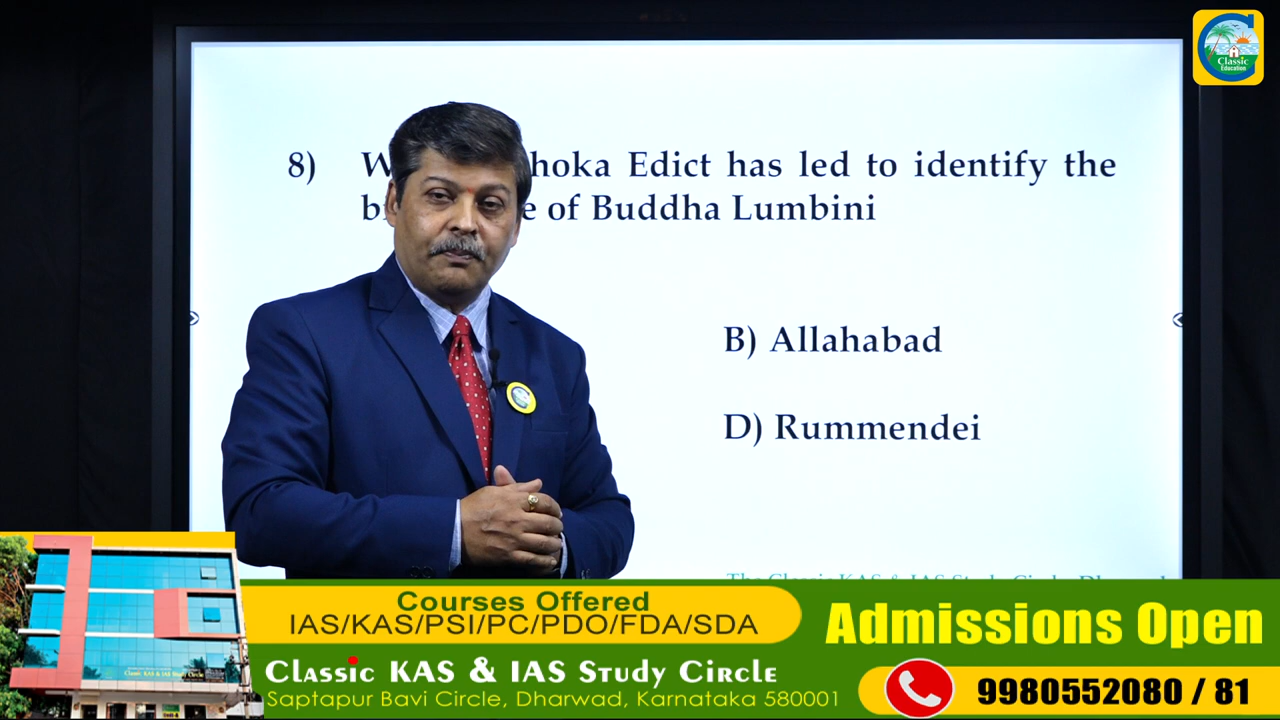 Classic
Education
8) W hoka Edict has led to identify the
b e of Buddha Lumbini
B) Allahabad
D) Rummendei
Courses Offered
IAS/KAS/PSI/PC/PDO/FDA/SDA
Admissions Open
Classic KAS & IAS Study Circle
Saptapur Bavi Circle, Dharwad, Karnataka 580001
9980552080 / 81